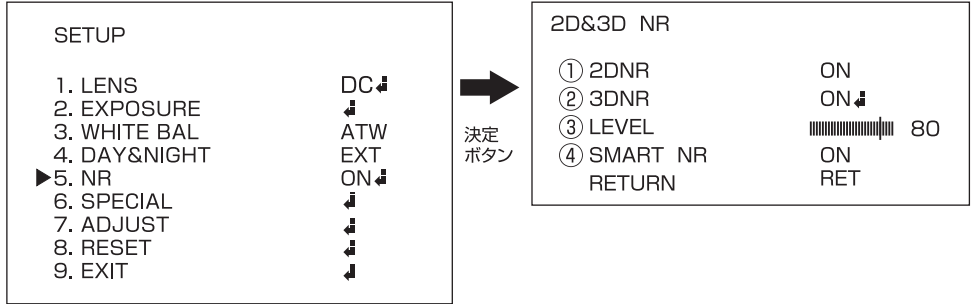 SETUP
1. LENS DC↲
2. EXPOSURE ↲
3. WHITE BAL ATW
4. DAY&NIGHT EXT
▶5. NR ON↲
6. SPECIAL ↲
7. ADJUST ↲
8. RESET ↲
9. EXIT ↲
決定
ボタン
2D&3D NR
① 2DNR ON
② 3DNR ON↲
③ LEVEL 80
④ SMART NR ON
RETURN RET